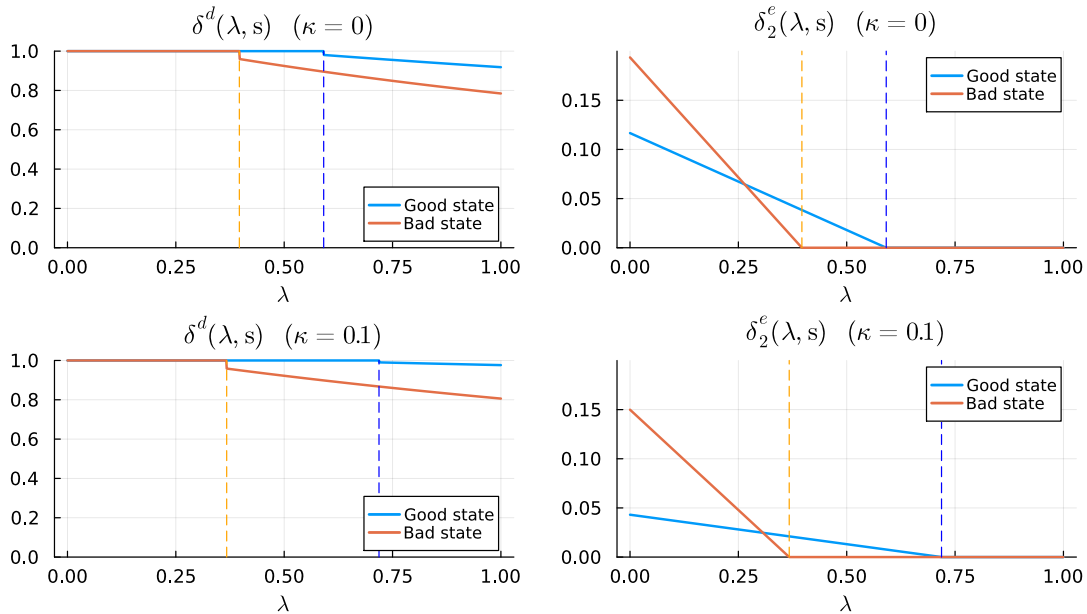 δ^d(λ, s) (κ = 0)
1.0
0.8
0.6
0.4
0.2
0.0
Good state
Bad state
0.00 0.25 0.50 0.75 1.00
λ
δ_2^e(λ, s) (κ = 0)
0.15
0.10
0.05
0.00
Good state
Bad state
0.00 0.25 0.50 0.75 1.00
λ
δ^d(λ, s) (κ = 0.1)
1.0
0.8
0.6
0.4
0.2
0.0
Good state
Bad state
0.00 0.25 0.50 0.75 1.00
λ
δ_2^e(λ, s) (κ = 0.1)
0.15
0.10
0.05
0.00
Good state
Bad state
0.00 0.25 0.50 0.75 1.00
λ